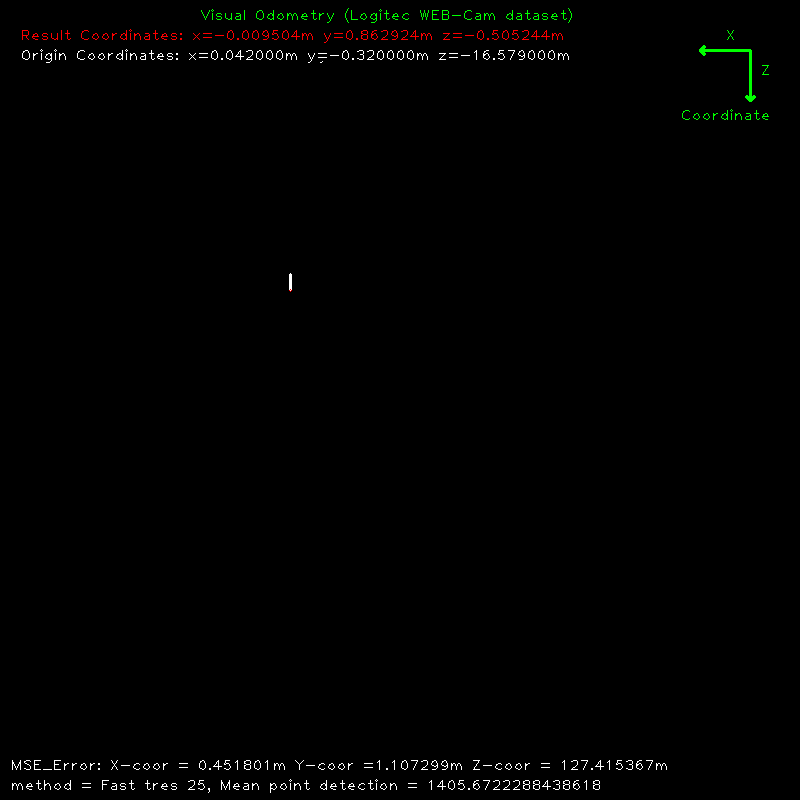 Visual Odometry (Logitec WEB-Cam dataset)
Result Coordinates: x=-0.009504m y=0.862924m z=-0.505244m
Origin Coordinates: x=0.042000m y=-0.320000m z=-16.579000m
X
Z
Coordinate
MSE_Error: X-coor = 0.451801m Y-coor =1.107299m Z-coor = 127.415367m
method = Fast tres 25, Mean point detection = 1405.6722288438618